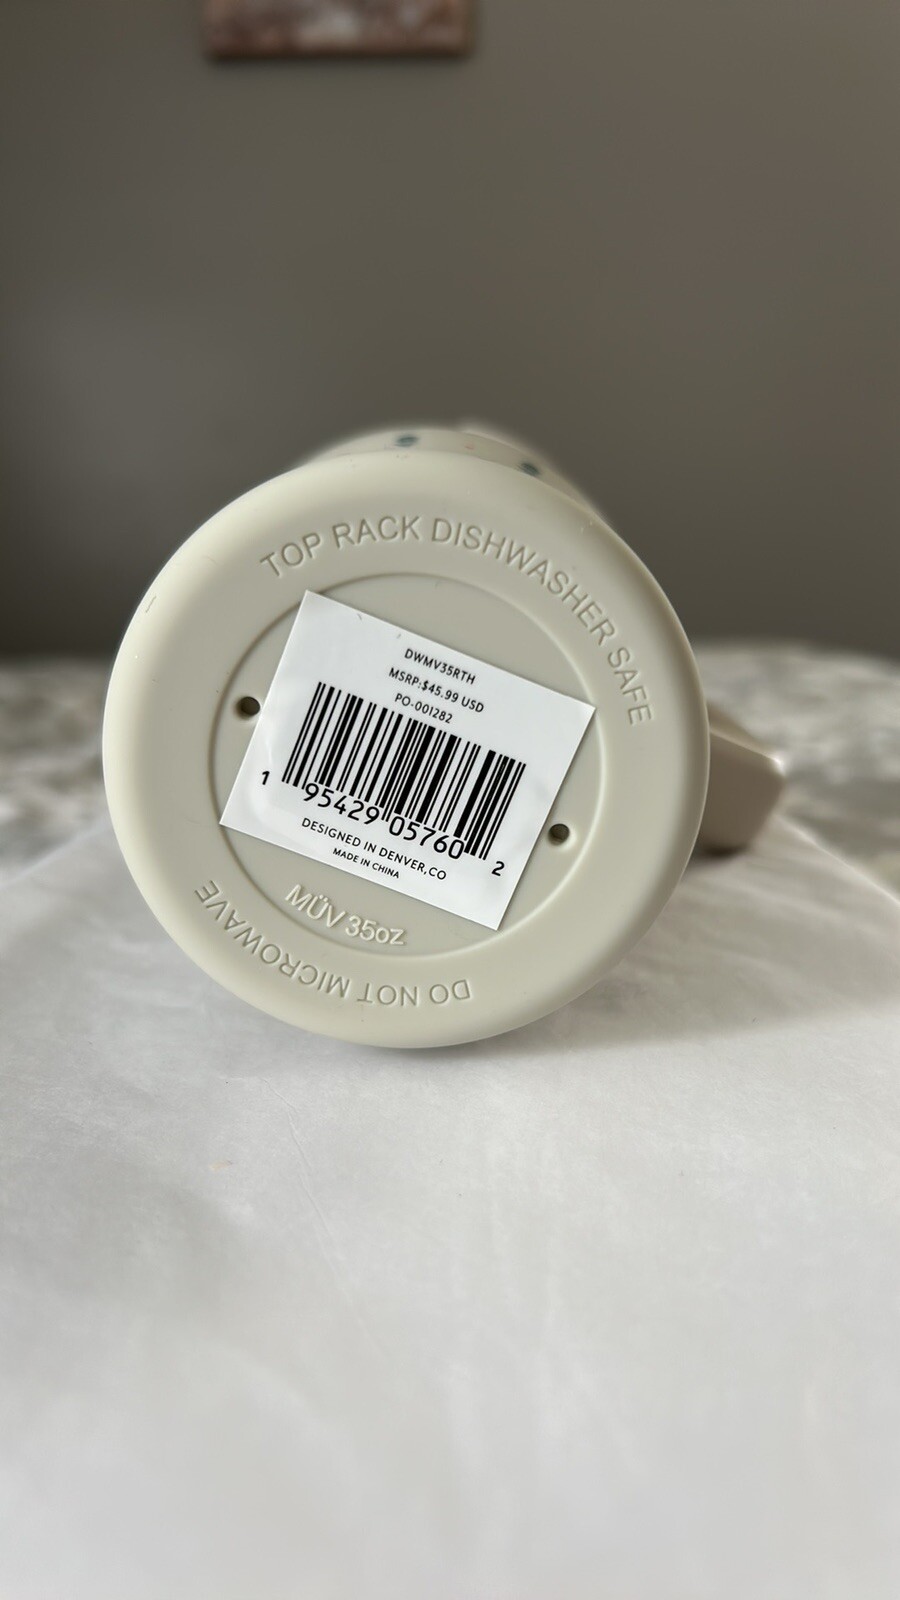 TOP RACK DISHWASHER SAFE
DWMV35RTH
MSRP:$45.99 USD
PO-001282
1 95429 05760 2
DESIGNED IN DENVER,CO
MADE IN CHINA
MÜV 35oz
DO NOT MICROWAVE